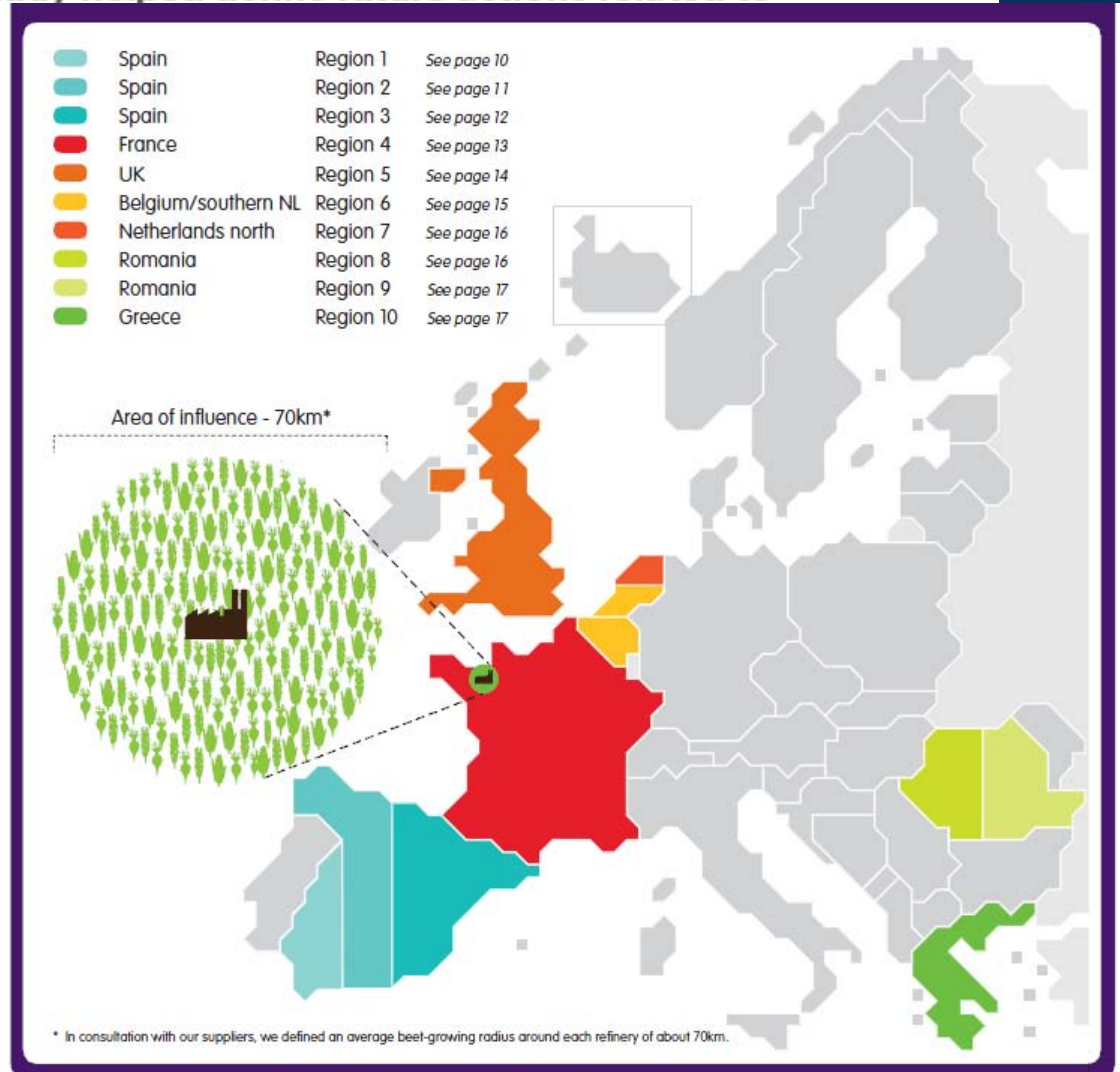 Spain Region 1 See page 10
Spain Region 2 See page 11
Spain Region 3 See page 12
France Region 4 See page 13
UK Region 5 See page 14
Belgium/southern NL Region 6 See page 15
Netherlands north Region 7 See page 16
Romania Region 8 See page 16
Romania Region 9 See page 17
Greece Region 10 See page 17
Area of influence - 70km*
* In consultation with our suppliers, we defined an average beet-growing radius around each refinery of about 70km.